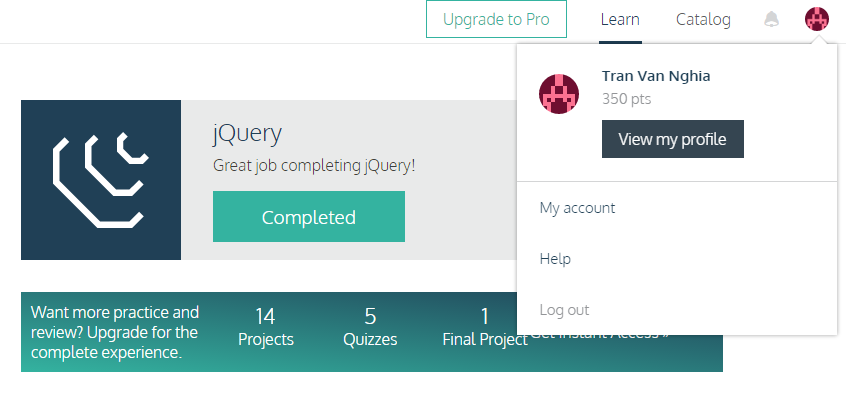 Upgrade to Pro
Learn
Catalog
Tran Van Nghia
350 pts
View my profile
My account
Help
Log out
jQuery
Great job completing jQuery!
Completed
Want more practice and
review? Upgrade for the
complete experience.
14
Projects
5
Quizzes
1
Final Project
Get Instant Access »